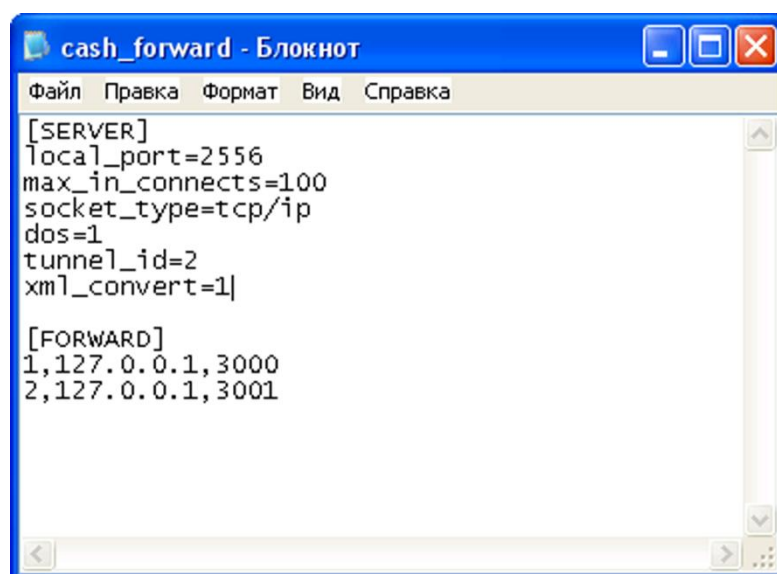 cash_forward - Блокнот
Файл Правка Формат Вид Справка
[SERVER]
local_port=2556
max_in_connects=100
socket_type=tcp/ip
dos=1
tunnel_id=2
xml_convert=1
[FORWARD]
1,127.0.0.1,3000
2,127.0.0.1,3001